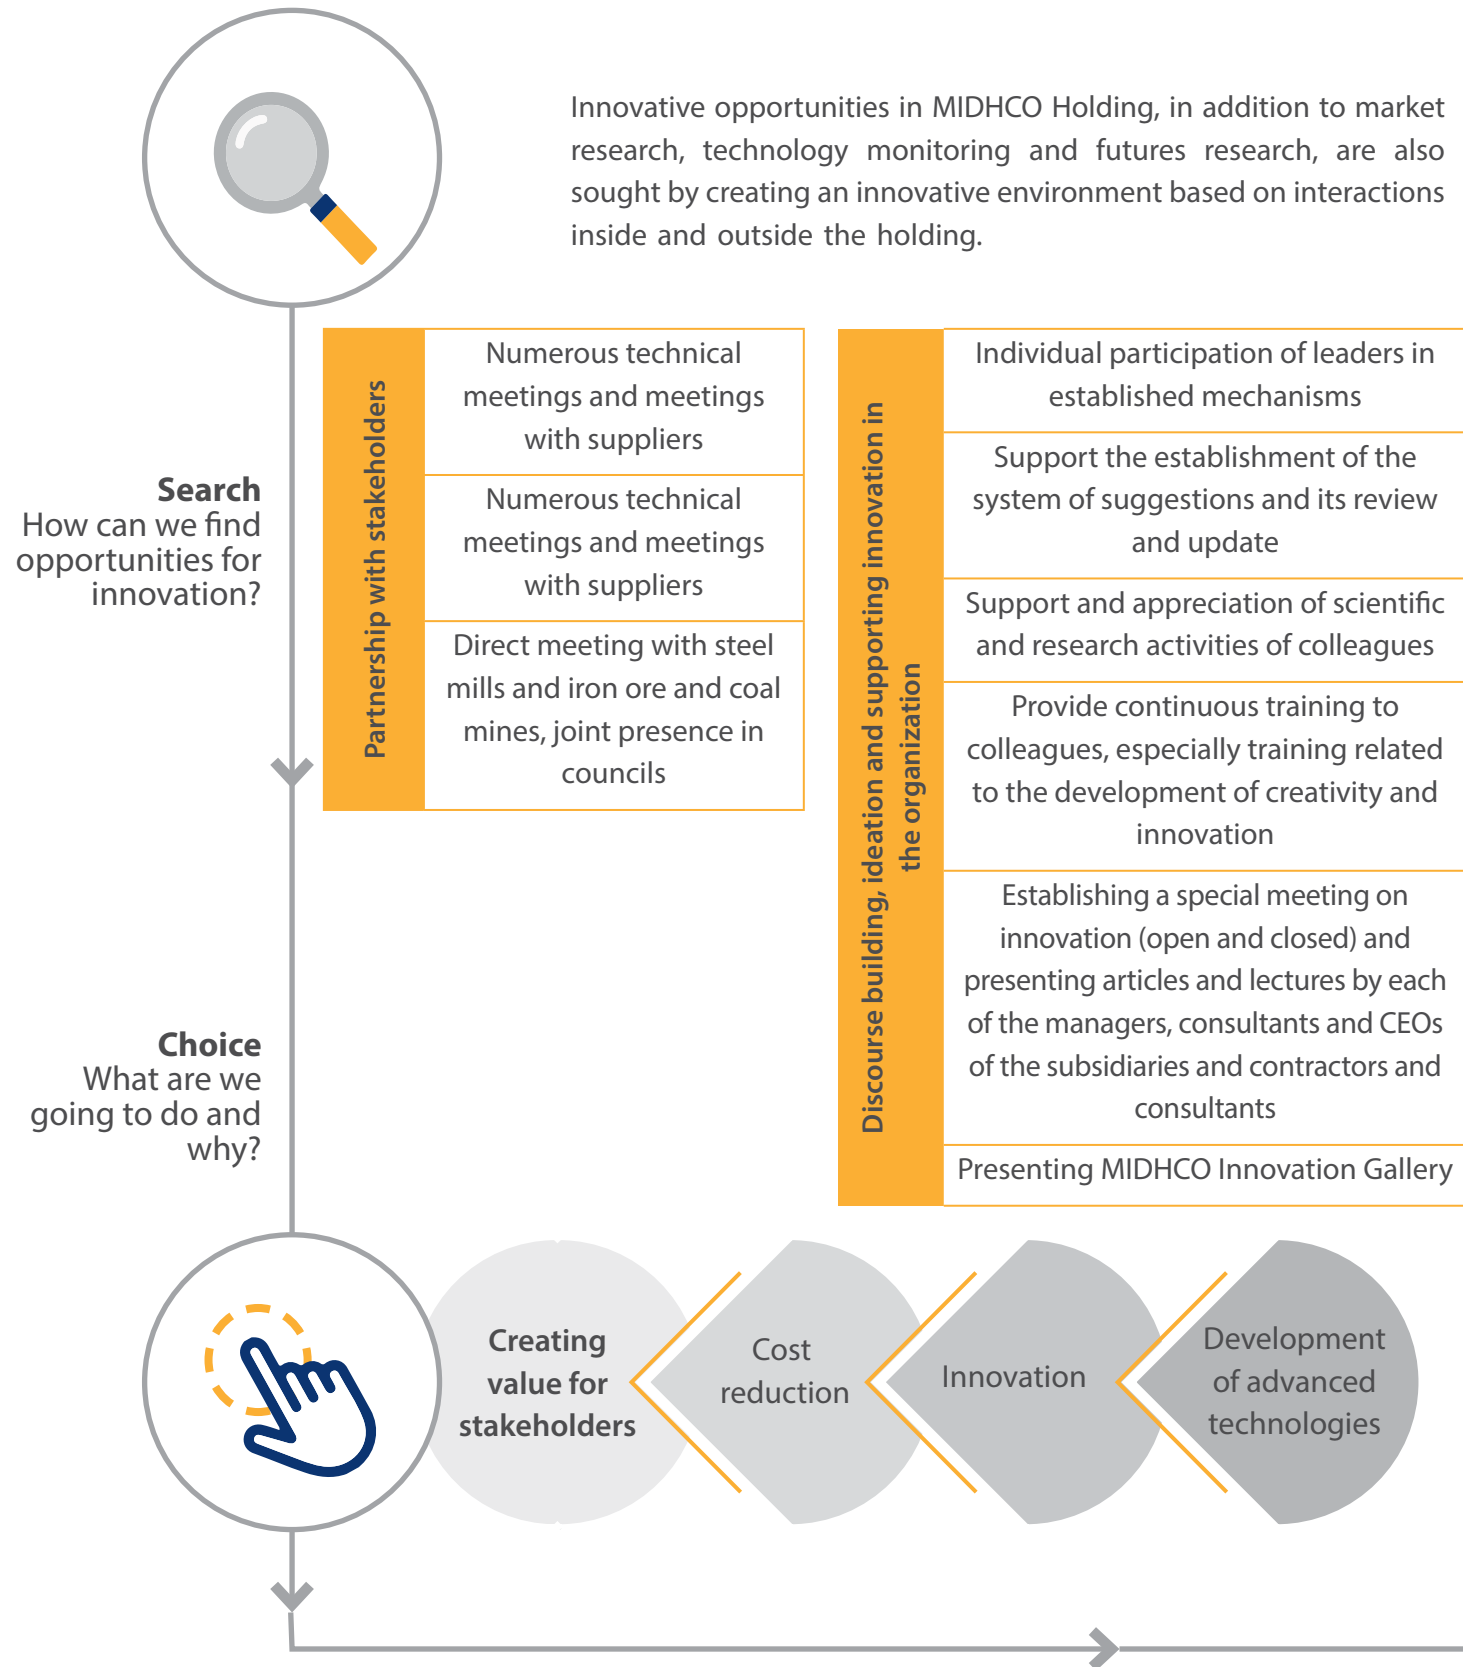 Innovative opportunities in MIDHCO Holding, in addition to market
research, technology monitoring and futures research, are also
sought by creating an innovative environment based on interactions
inside and outside the holding.
Search
How can we find
opportunities for
innovation?
Partnership with stakeholders
Numerous technical
meetings and meetings
with suppliers
Numerous technical
meetings and meetings
with suppliers
Direct meeting with steel
mills and iron ore and coal
mines, joint presence in
councils
Discourse building, ideation and supporting innovation in
the organization
Individual participation of leaders in
established mechanisms
Support the establishment of the
system of suggestions and its review
and update
Support and appreciation of scientific
and research activities of colleagues
Provide continuous training to
colleagues, especially training related
to the development of creativity and
innovation
Establishing a special meeting on
innovation (open and closed) and
presenting articles and lectures by each
of the managers, consultants and CEOs
of the subsidiaries and contractors and
consultants
Presenting MIDHCO Innovation Gallery
Choice
What are we
going to do and
why?
Creating
value for
stakeholders
Cost
reduction
Innovation
Development
of advanced
technologies